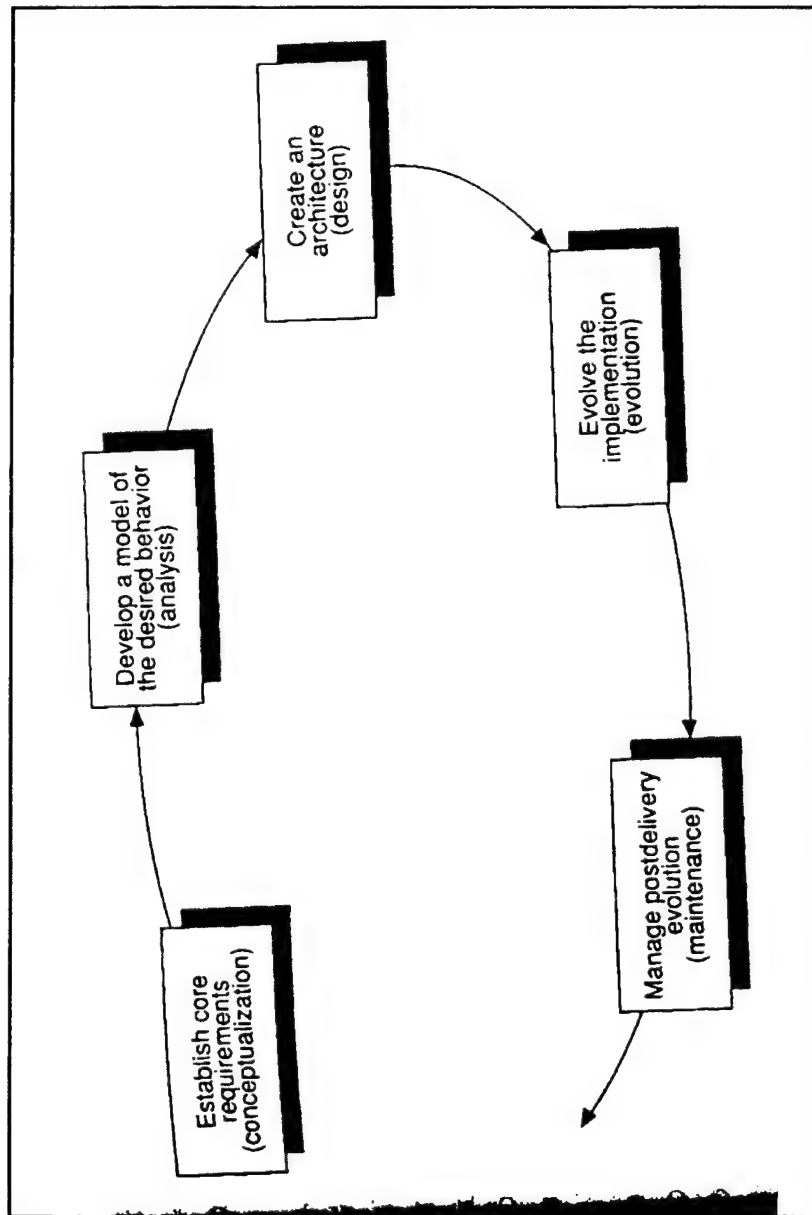 Establish core
requirements
(conceptualization)
Develop a model of
the desired behavior
(analysis)
Create an
architecture
(design)
Evolve the
implementation
(evolution)
Manage postdelivery
evolution
(maintenance)